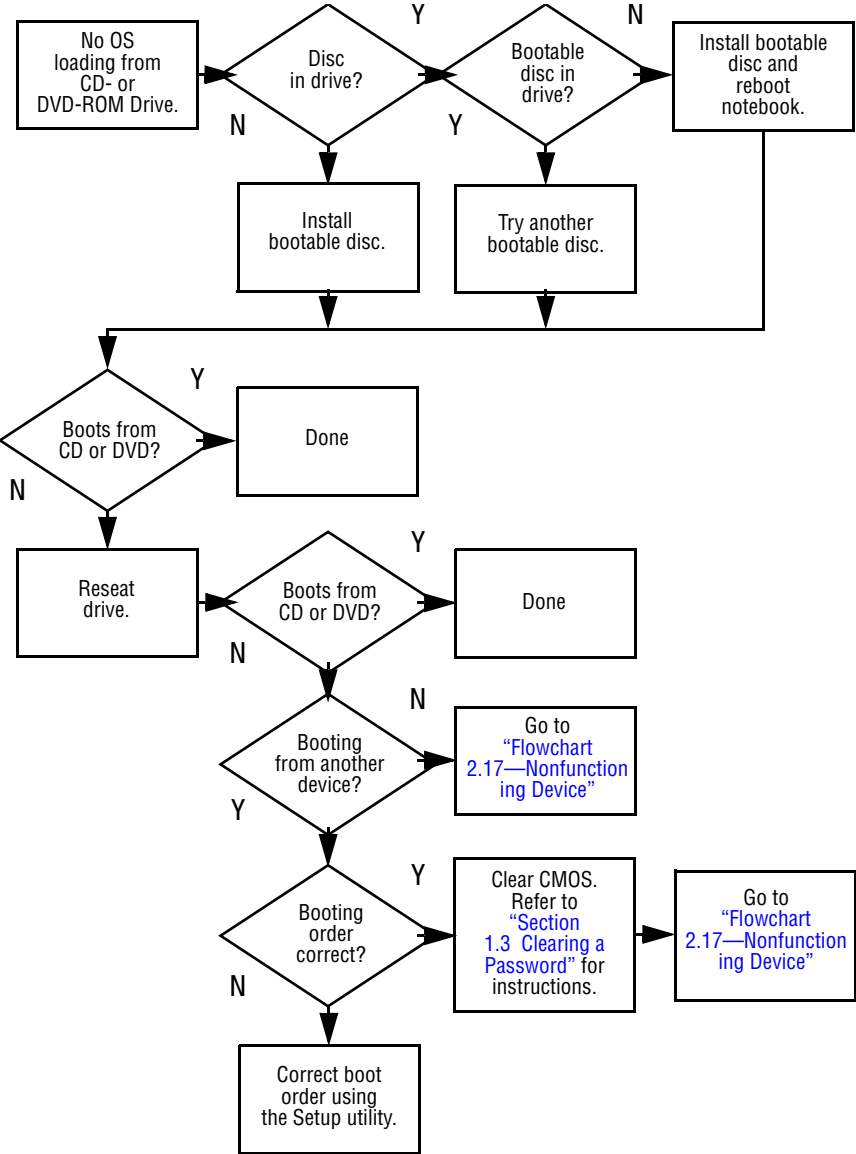 No OS
loading from
CD- or
DVD-ROM Drive.
Disc
in drive?
Y
N
Bootable
disc in
drive?
N
Y
Install bootable
disc and
reboot
notebook.
Install
bootable disc.
Try another
bootable disc.
Boots from
CD or DVD?
Y
N
Done
Reseat
drive.
Boots from
CD or DVD?
Y
N
Done
Booting
from another
device?
N
Y
Go to
“Flowchart
2.17—Nonfunction
ing Device”
Booting
order
correct?
Y
N
Clear CMOS.
Refer to
“Section
1.3 Clearing a
Password” for
instructions.
Go to
“Flowchart
2.17—Nonfunction
ing Device”
Correct boot
order using
the Setup utility.